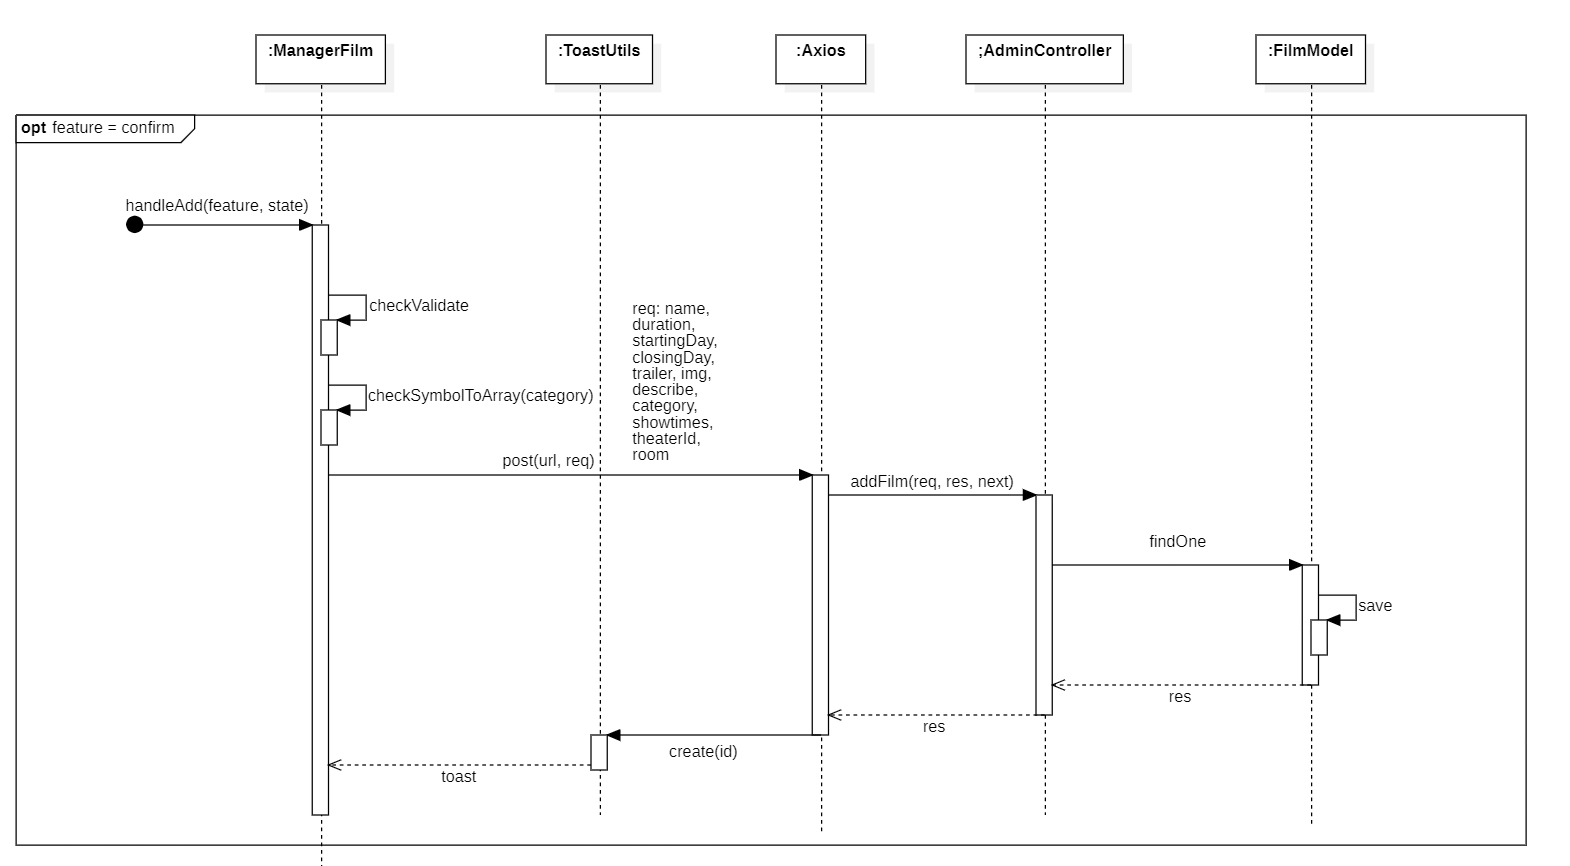 :ManagerFilm
:ToastUtils
:Axios
;AdminController
:FilmModel
opt feature = confirm
handleAdd(feature, state)
checkValidate
req: name,
duration,
startingDay,
closingDay,
trailer, img,
describe,
category,
showtimes,
theaterId,
room
checkSymbolToArray(category)
post(url, req)
addFilm(req, res, next)
findOne
save
res
res
create(id)
toast